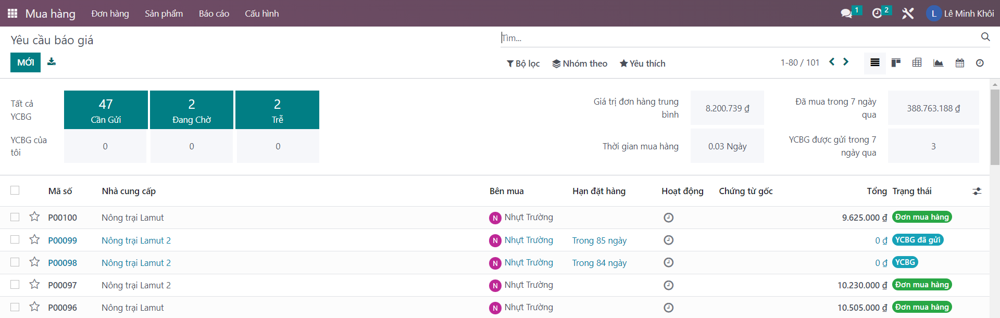 Mua hàng Đơn hàng Sản phẩm Báo cáo Cấu hình 1 2 L Lê Minh Khôi
Yêu cầu báo giá
Tìm...
MỚI
Bộ lọc Nhóm theo Yêu thích 1-80 / 101
Tất cả
YCBG
47
Cần Gửi
2
Đang Chờ
2
Trễ
YCBG của
tôi
0
0
0
Giá trị đơn hàng trung
bình
8.200.739 ₫
Đã mua trong 7 ngày
qua
388.763.188 ₫
Thời gian mua hàng
0.03 Ngày
YCBG được gửi trong 7
ngày qua
3
Mã số Nhà cung cấp Bên mua Hạn đặt hàng Hoạt động Chứng từ gốc Tổng Trạng thái
P00100 Nông trại Lamut N Nhựt Trường 9.625.000 ₫ Đơn mua hàng
P00099 Nông trại Lamut 2 N Nhựt Trường Trong 85 ngày 0 ₫ YCBG đã gửi
P00098 Nông trại Lamut 2 N Nhựt Trường Trong 84 ngày 0 ₫ YCBG
P00097 Nông trại Lamut 2 N Nhựt Trường 10.230.000 ₫ Đơn mua hàng
P00096 Nông trại Lamut N Nhựt Trường 10.505.000 ₫ Đơn mua hàng